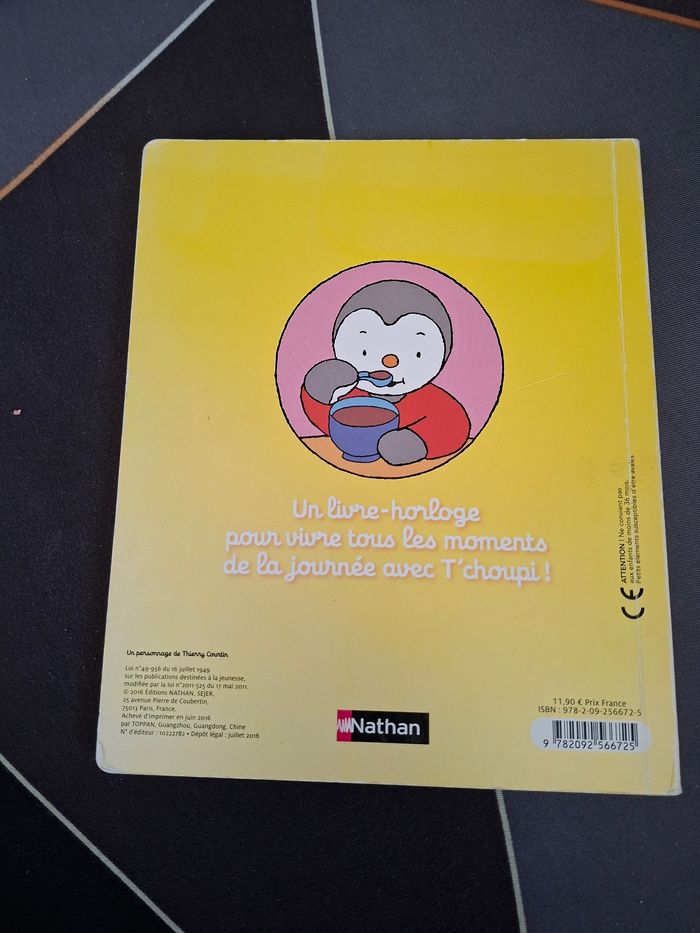 Un livre-horloge
pour vivre tous les moments
de la journée avec T'choupi !
ATTENTION ! Ne convient pas
aux enfants de moins de 36 mois.
Petits éléments susceptibles d'être avalés.
CE
Un personnage de Thierry Courtin
Loi n°49-956 du 16 juillet 1949
sur les publications destinées à la jeunesse,
modifiée par la loi n°2011-525 du 17 mai 2011.
© 2016 Éditions NATHAN, SEJER,
25 avenue Pierre de Coubertin,
75013 Paris, France.
Achevé d'imprimer en juin 2016
par TOPPAN, Guangzhou, Guangdong, Chine
N° d'éditeur : 10222782 • Dépôt légal : juillet 2016
Nathan
11,90 € Prix France
ISBN : 978-2-09-256672-5
9 782092 566725